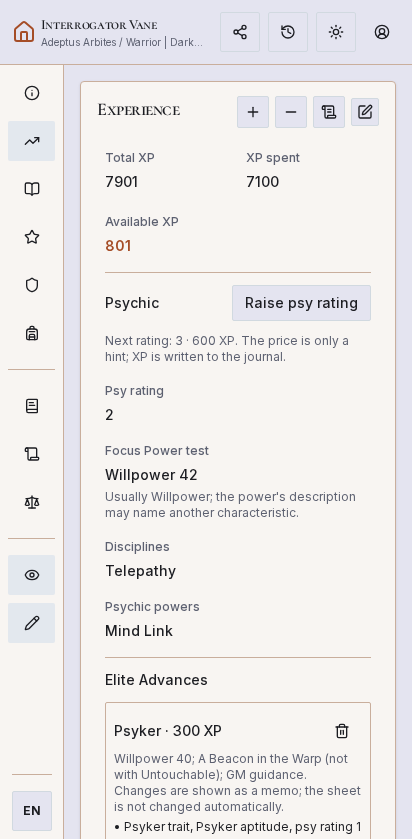 Interrogator Vane
Adeptus Arbites / Warrior | Dark...
Experience
Total XP
XP spent
7901
7100
Available XP
801
Psychic
Raise psy rating
Next rating: 3 · 600 XP. The price is only a
hint; XP is written to the journal.
Psy rating
2
Focus Power test
Willpower 42
Usually Willpower; the power's description
may name another characteristic.
Disciplines
Telepathy
Psychic powers
Mind Link
Elite Advances
Psyker · 300 XP
Willpower 40; A Beacon in the Warp (not
with Untouchable); GM guidance.
Changes are shown as a memo; the sheet
is not changed automatically.
• Psyker trait, Psyker aptitude, psy rating 1
EN